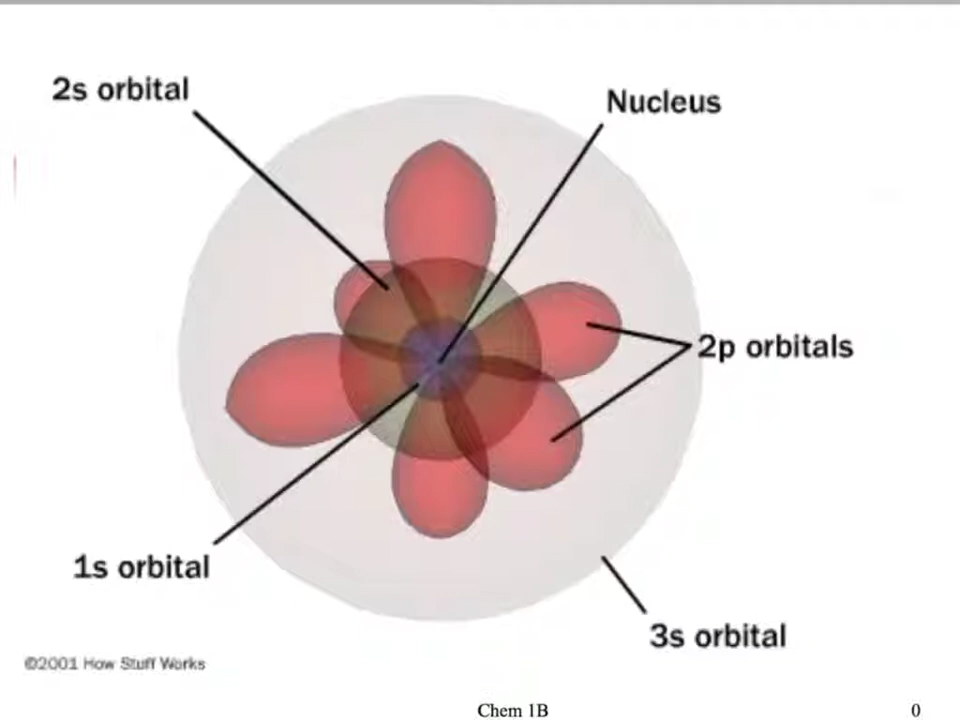 2s orbital
Nucleus
2p orbitals
1s orbital
3s orbital
©2001 How Stuff Works
Chem 1B
0